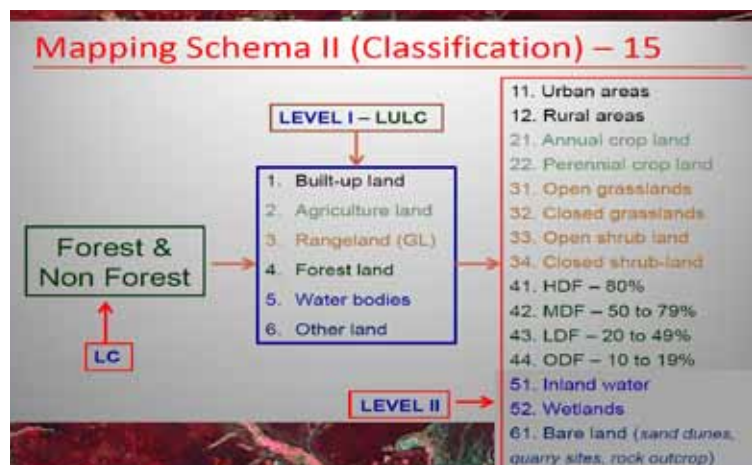 Mapping Schema II (Classification) – 15
LEVEL I – LULC
Forest &
Non Forest
LC
1. Built-up land
2. Agriculture land
3. Rangeland (GL)
4. Forest land
5. Water bodies
6. Other land
LEVEL II
11. Urban areas
12. Rural areas
21. Annual crop land
22. Perennial crop land
31. Open grasslands
32. Closed grasslands
33. Open shrub land
34. Closed shrub-land
41. HDF – 80%
42. MDF – 50 to 79%
43. LDF – 20 to 49%
44. ODF – 10 to 19%
51. Inland water
52. Wetlands
61. Bare land (sand dunes,
quarry sites, rock outcrop)